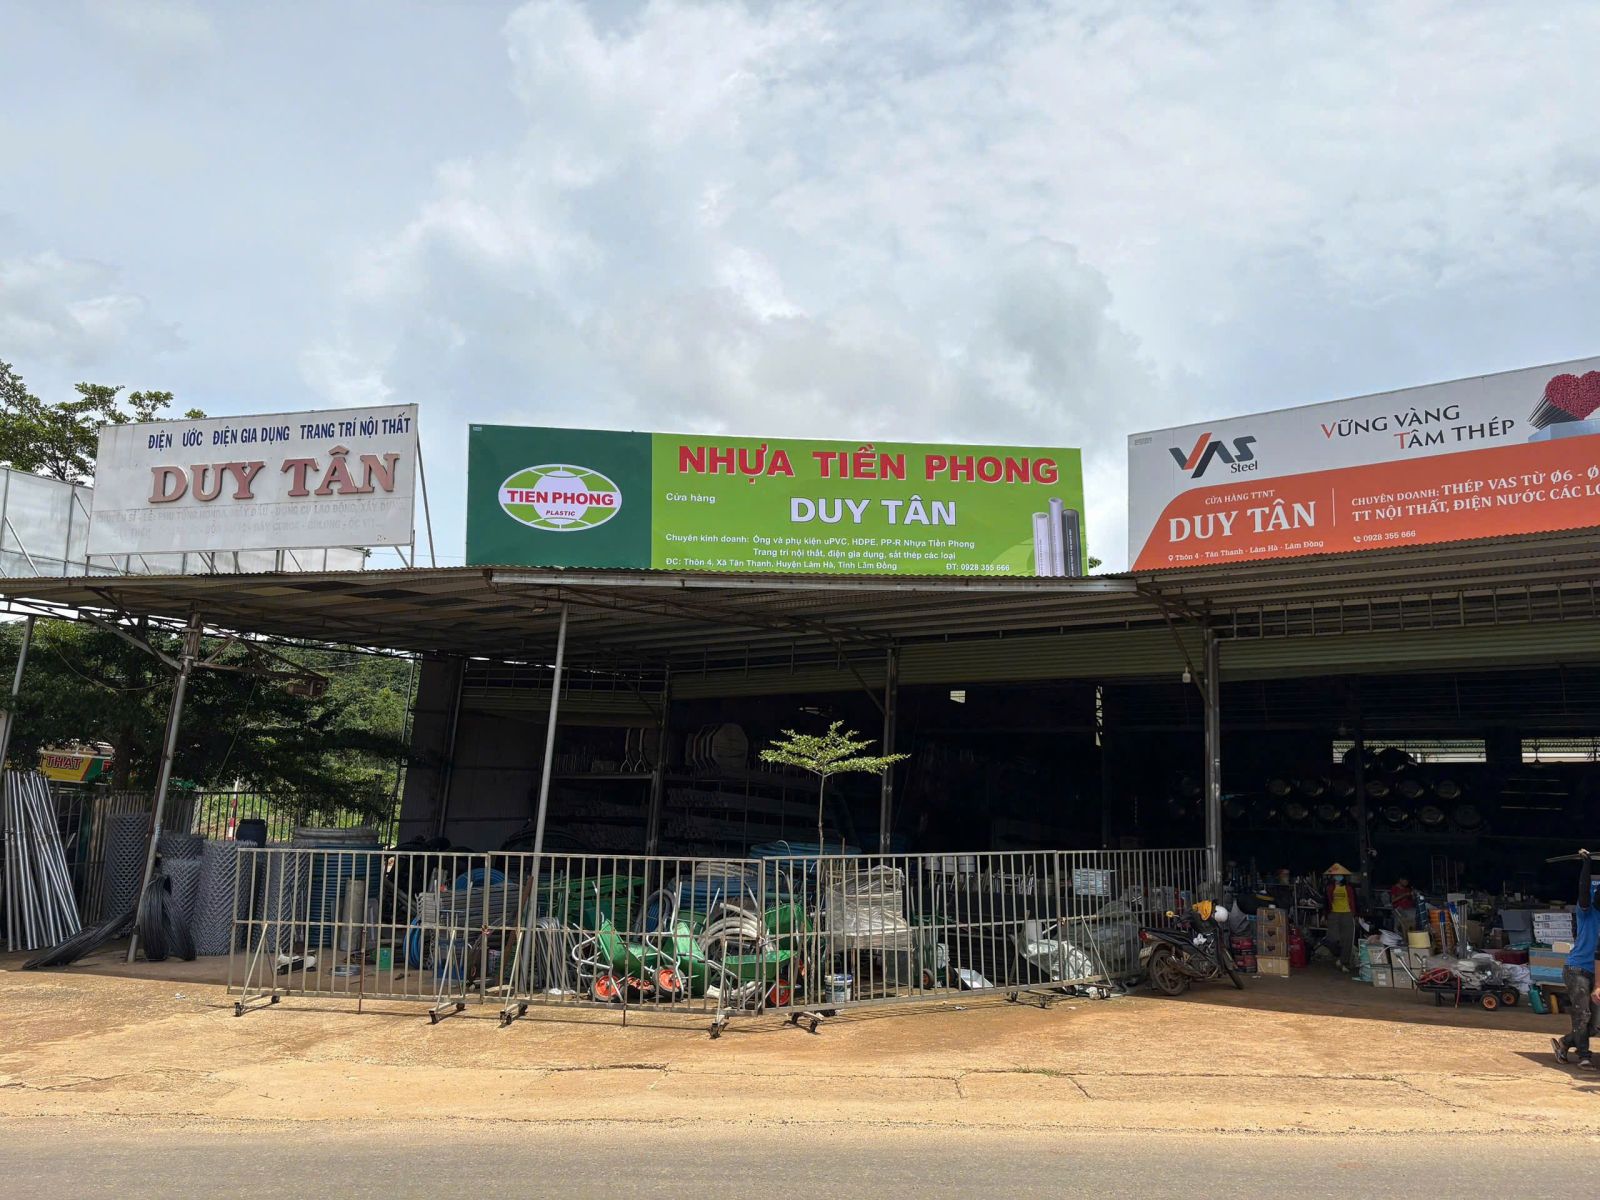 ĐIỆN ƯỚC ĐIỆN GIA DỤNG TRANG TRÍ NỘI THẤT
DUY TÂN
TIEN PHONG
PLASTIC
NHỰA TIỀN PHONG
Cửa hàng
DUY TÂN
Chuyên kinh doanh: Ống và phụ kiện uPVC, HDPE, PP-R Nhựa Tiền Phong
Trang trí nội thất, điện gia dụng, sắt thép các loại
ĐC: Thôn 4, Xã Tân Thanh, Huyện Lâm Hà, Tỉnh Lâm Đồng ĐT: 0928 355 666
VAS
Steel
VỮNG VÀNG
TÂM THÉP
CỬA HÀNG TTNT
DUY TÂN
CHUYÊN DOANH: THÉP VAS TỪ Ø6 - Ø
TT NỘI THẤT, ĐIỆN NƯỚC CÁC LO
Thôn 4 - Tân Thanh - Lâm Hà - Lâm Đồng
0928 355 666
THAT